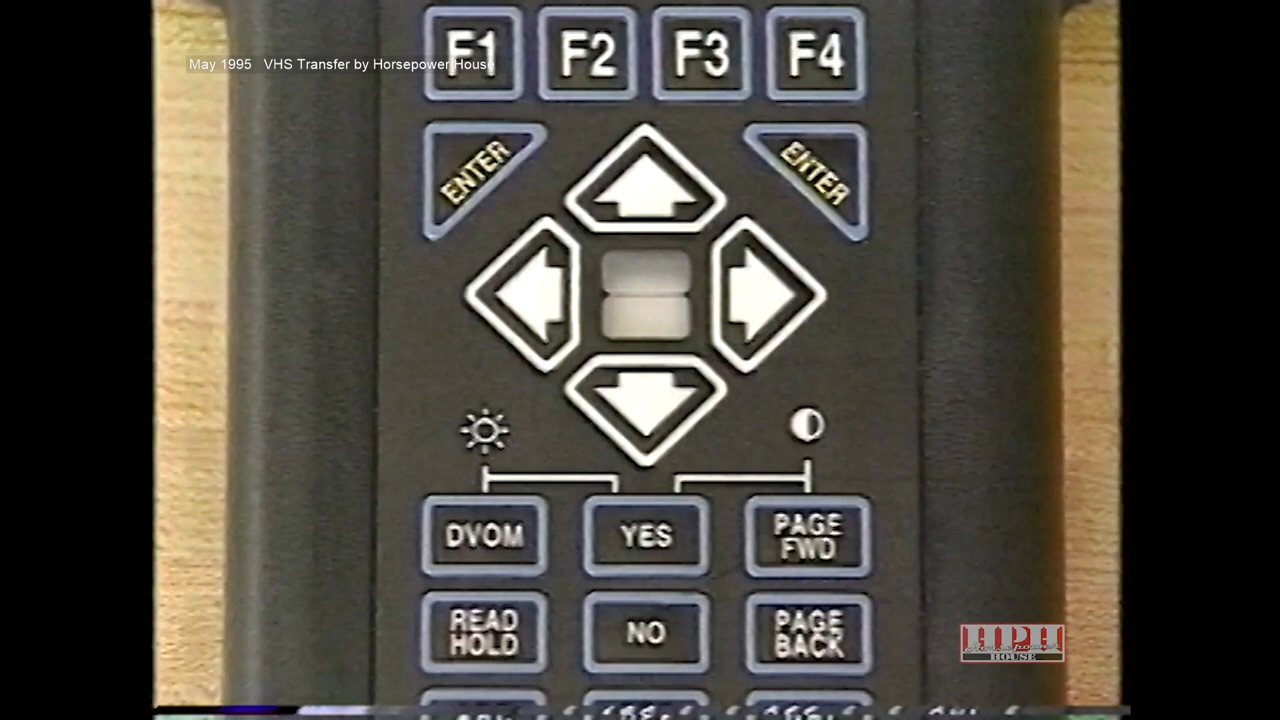 F1 F2 F3 F4
May 1995 VHS Transfer by Horsepower House
ENTER ENTER
DVOM YES PAGE FWD
READ HOLD NO PAGE BACK
HPH
HOUSE